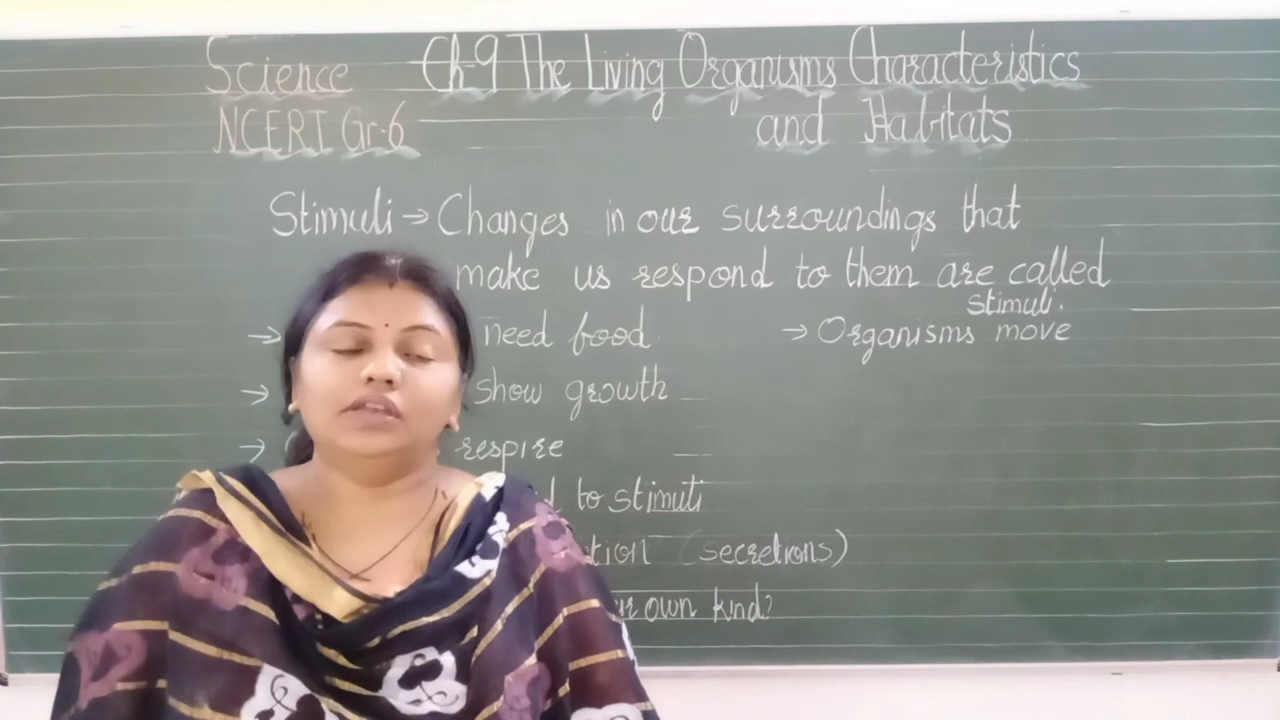 Science Ch-9 The Living Organisms Characteristics
NCERT Gr-6 and Habitats
Stimuli → Changes in our surroundings that
make us respond to them are called
stimuli.
→ need food → Organisms move
→ show growth
→ respire
to stimuli
(secretions)
own kind?